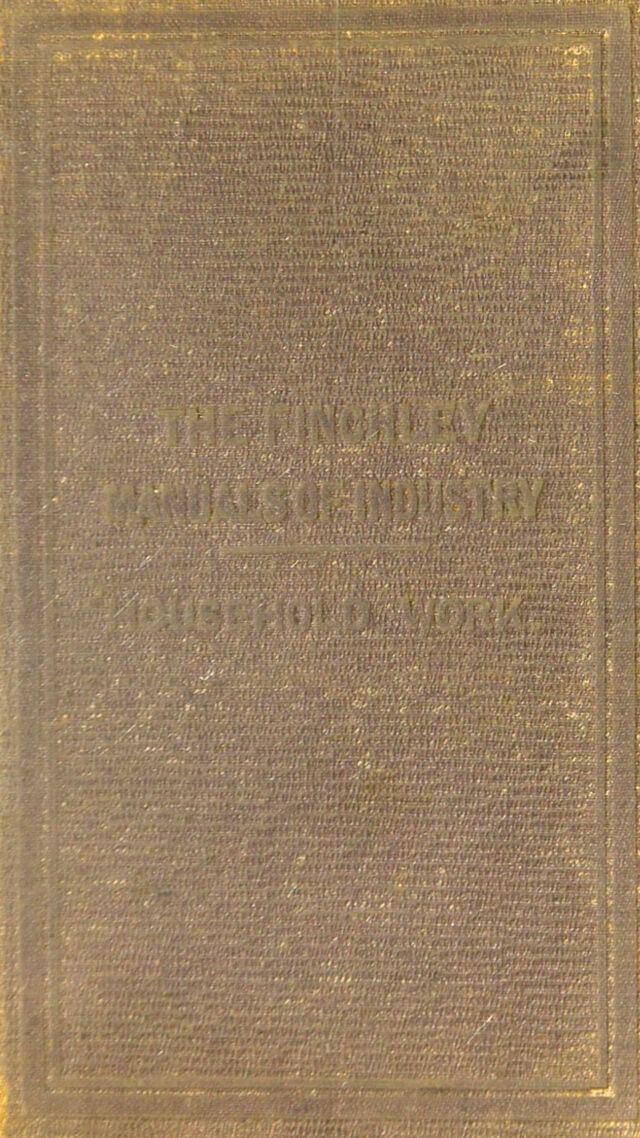 THE FINCHLEY
MANUALS OF INDUSTRY
"HOUSEHOLD WORK"